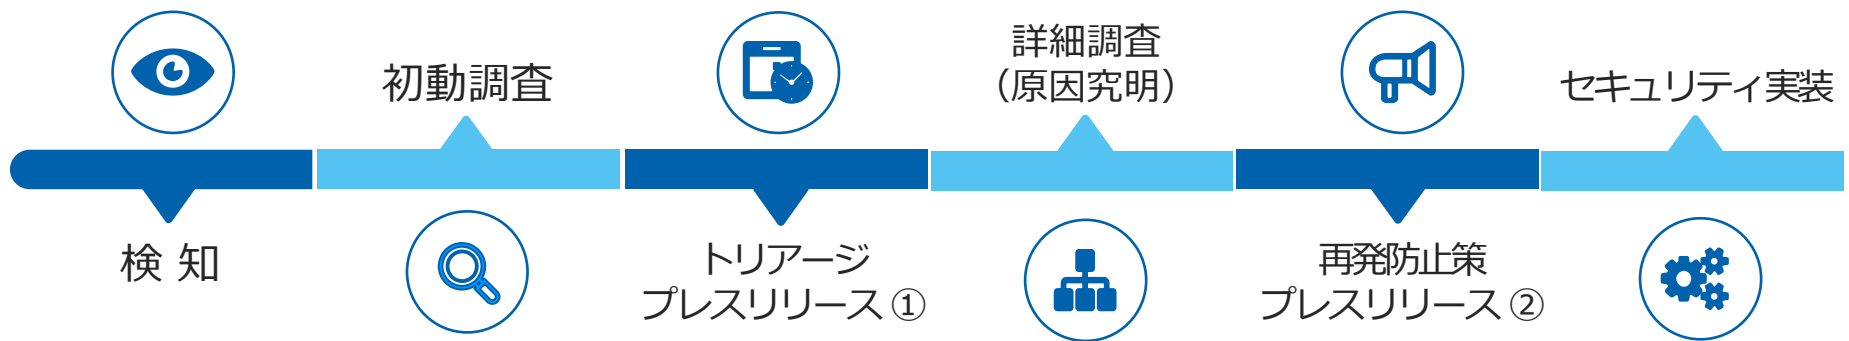 検 知
初動調査
トリアージ
プレスリリース ①
詳細調査
（原因究明）
再発防止策
プレスリリース ②
セキュリティ実装